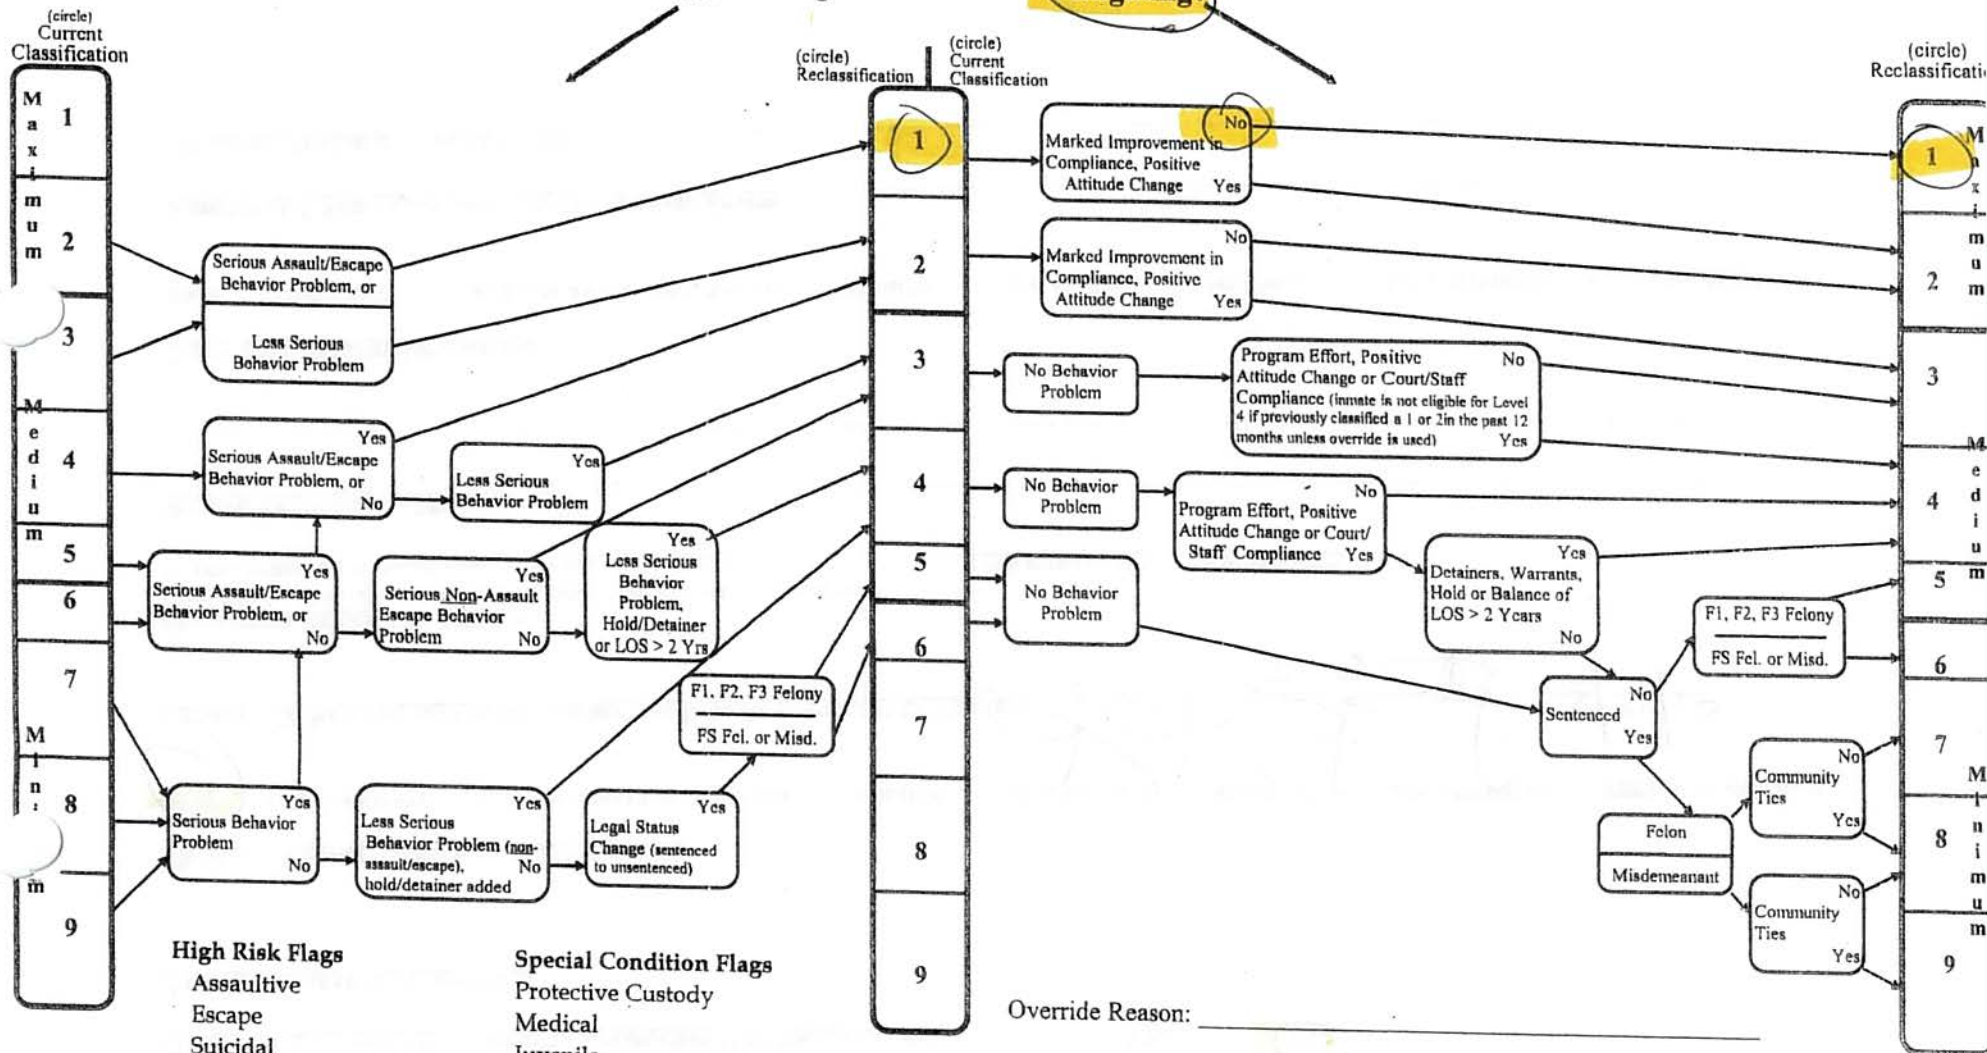 (circle)
Current
Classification
Maximum
1
2
3
Medium
4
5
6
7
8
9
Serious Assault/Escape
Behavior Problem, or
Less Serious
Behavior Problem
Yes
Serious Assault/Escape
Behavior Problem, or
No
Yes
Less Serious
Behavior Problem
Yes
Serious Assault/Escape
Behavior Problem, or
No
Yes
Serious Non-Assault
Escape Behavior
Problem No
Yes
Less Serious
Behavior
Problem,
Hold/Detainer
or LOS > 2 Yrs
F1, F2, F3 Felony
FS Fel. or Misd.
Yes
Serious Behavior
Problem
No
Yes
Less Serious
Behavior Problem (non-
assault/escape), No
hold/detainer added
Yes
Legal Status
Change (sentenced
to unsentenced)
High Risk Flags
Assaultive
Escape
Suicidal
Special Condition Flags
Protective Custody
Medical
Juvenile
(circle)
Reclassification
(circle)
Current
Classification
1
2
3
4
5
6
7
8
9
No
Marked Improvement in
Compliance, Positive
Attitude Change Yes
No
Marked Improvement in
Compliance, Positive
Attitude Change Yes
No Behavior
Problem
Program Effort, Positive No
Attitude Change or Court/Staff
Compliance (inmate is not eligible for Level
4 if previously classified a 1 or 2in the past 12
months unless override is used) Yes
No Behavior
Problem
No
Program Effort, Positive
Attitude Change or Court/
Staff Compliance Yes
No Behavior
Problem
Yes
Detainers, Warrants,
Hold or Balance of
LOS > 2 Years
No
F1, F2, F3 Felony
FS Fel. or Misd.
No
Sentenced
Yes
Felon
Misdemeanant
No
Community
Ties
Yes
No
Community
Ties
Yes
Override Reason:
(circle)
1
2
3
4
5
6
7
8
9
Maximum
Medium
Minimum